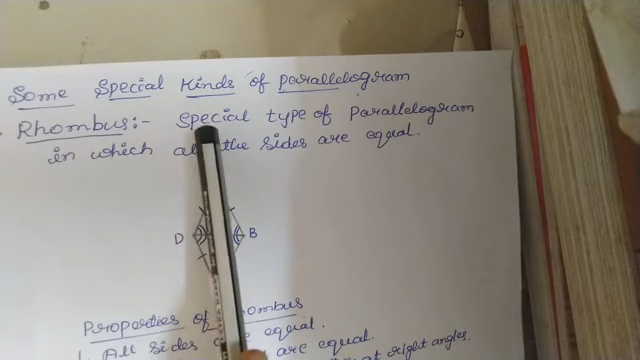 Some Special Kinds of parallelogram
Rhombus:- Special type of Parallelogram
in which all the sides are equal.
D B
Properties of Rhombus
1. All sides are equal.
are equal.
at right angles.